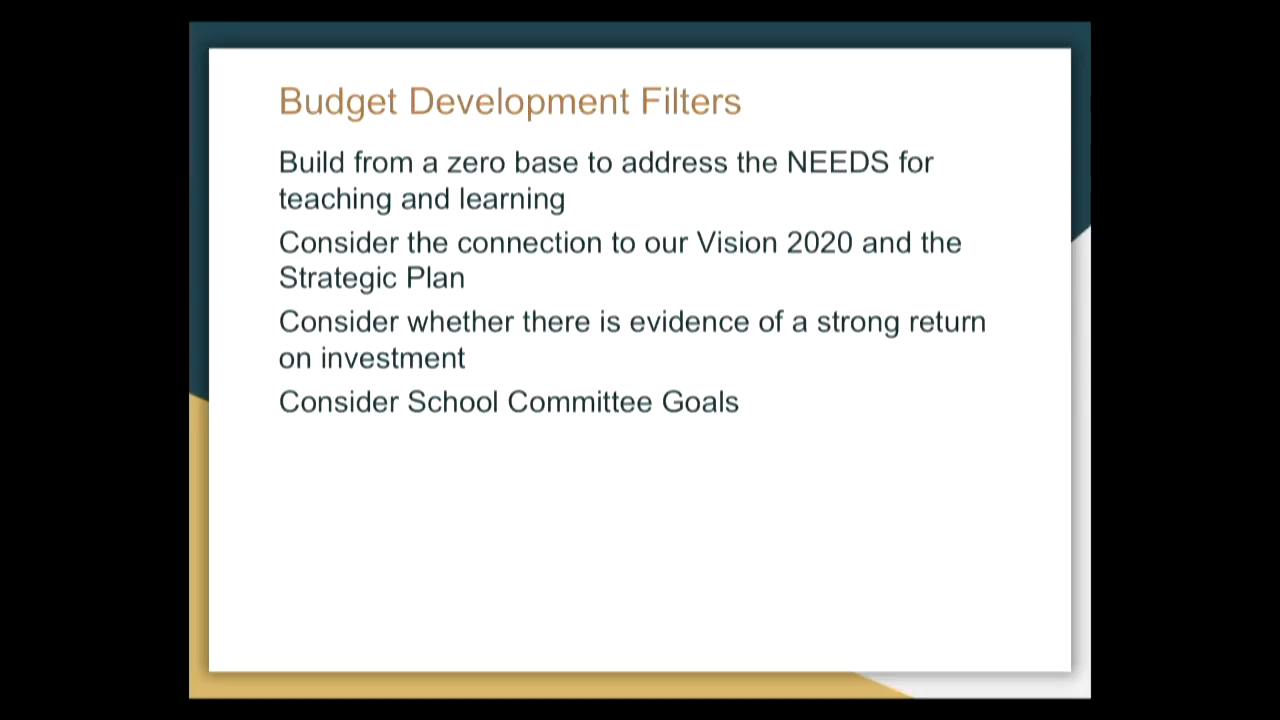 Budget Development Filters
Build from a zero base to address the NEEDS for
teaching and learning
Consider the connection to our Vision 2020 and the
Strategic Plan
Consider whether there is evidence of a strong return
on investment
Consider School Committee Goals